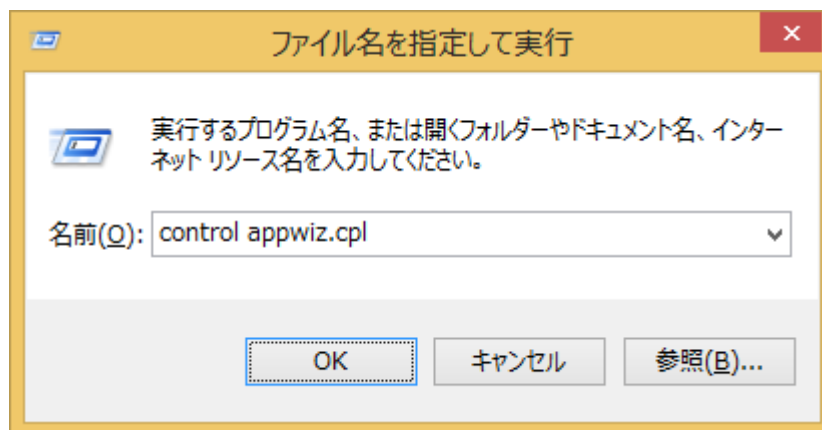 ファイル名を指定して実行
実行するプログラム名、または開くフォルダーやドキュメント名、インター
ネット リソース名を入力してください。
名前(O): control appwiz.cpl
OK キャンセル 参照(B)...